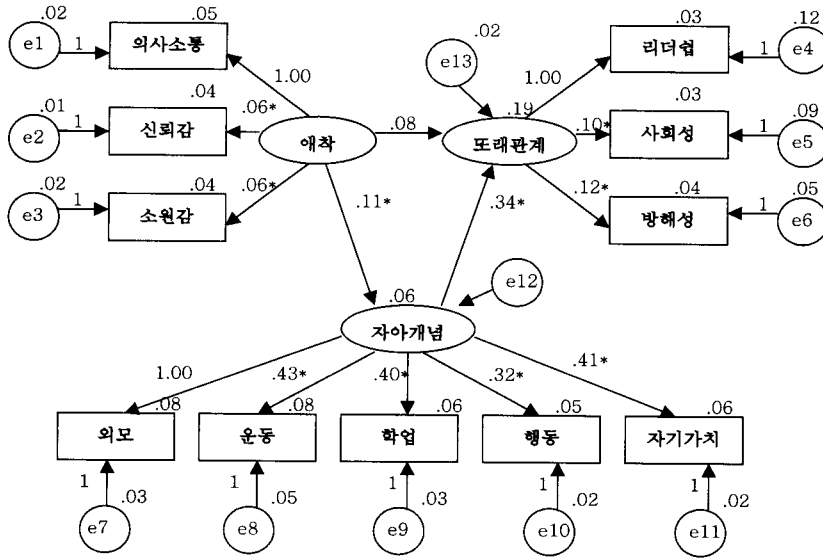 .02 .05 .02 .03 .12
e1 1 의사소통 e13 리더쉽 1 e4
1.00 1.00
.01 .04 .19 .03 .09
e2 1 신뢰감 .06* 애착 .08 또래관계 .10* 사회성 1 e5
.02 .04 .06* .12* .04 .05
e3 1 소원감 방해성 1 e6
.11* .34*
.06 e12
자아개념
1.00 .43* .40* .32* .41*
.08 .08 .06 .05 .06
외모 운동 학업 행동 자기가치
1 1 1 1 1
.03 .05 .03 .02 .02
e7 e8 e9 e10 e11